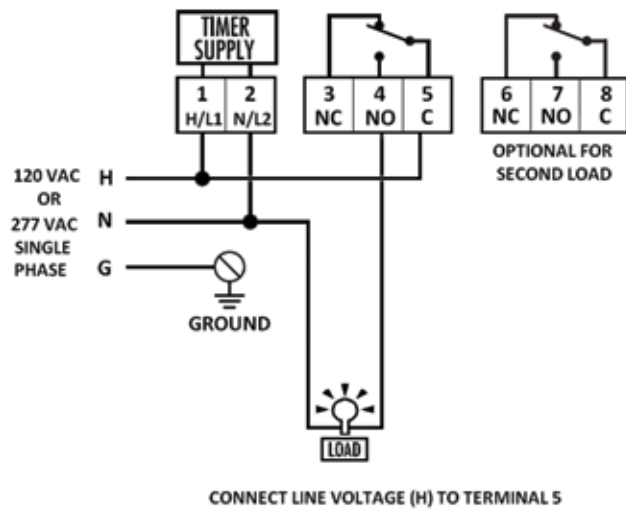 TIMER
SUPPLY
1 2
H/L1 N/L2
3 4 5
NC NO C
6 7 8
NC NO C
OPTIONAL FOR
SECOND LOAD
120 VAC
OR
277 VAC
SINGLE
PHASE
H
N
G
GROUND
LOAD
CONNECT LINE VOLTAGE (H) TO TERMINAL 5